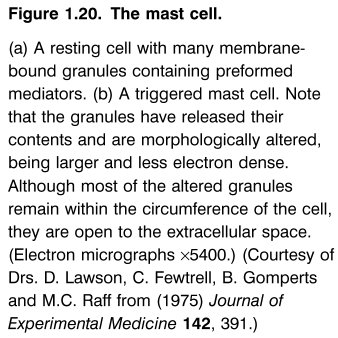 Figure 1.20. The mast cell.
(a) A resting cell with many membrane-
bound granules containing preformed
mediators. (b) A triggered mast cell. Note
that the granules have released their
contents and are morphologically altered,
being larger and less electron dense.
Although most of the altered granules
remain within the circumference of the cell,
they are open to the extracellular space.
(Electron micrographs ×5400.) (Courtesy of
Drs. D. Lawson, C. Fewtrell, B. Gomperts
and M.C. Raff from (1975) Journal of
Experimental Medicine 142, 391.)